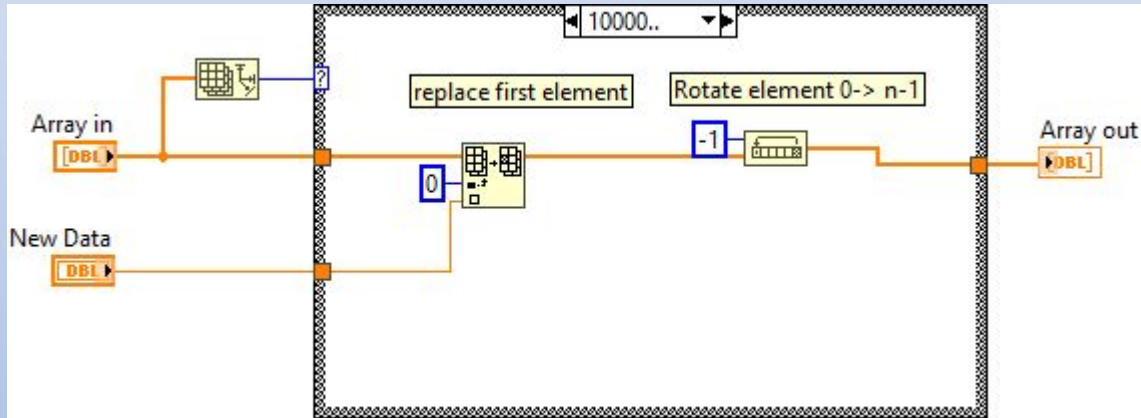 10000..
?
replace first element
Rotate element 0-> n-1
Array in
[DBL]
-1
Array out
DBL]
0
New Data
DBL